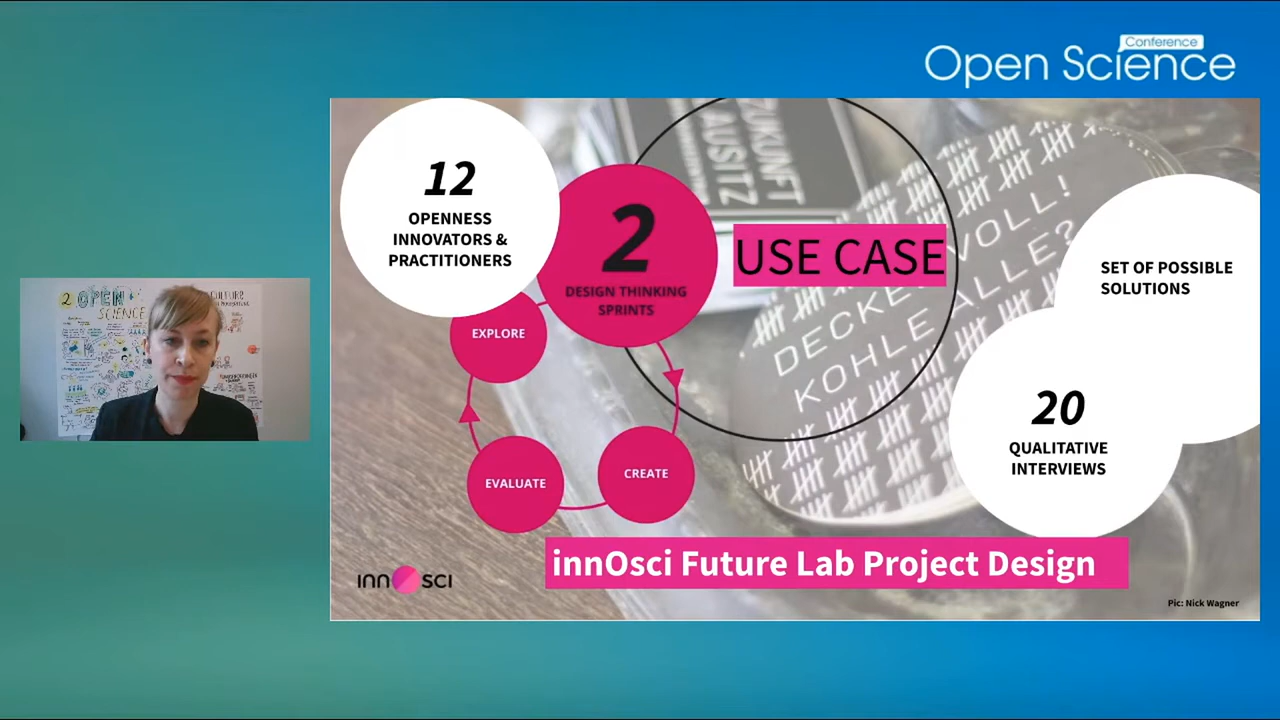 Conference
Open Science
12
OPENNESS
INNOVATORS &
PRACTITIONERS
2
DESIGN THINKING
SPRINTS
EXPLORE
CREATE
EVALUATE
USE CASE
ZUKUNFT
AUSITZ
VOLL!
ALLE?
KOHLE
SET OF POSSIBLE
SOLUTIONS
20
QUALITATIVE
INTERVIEWS
innOsci Future Lab Project Design
INNOSCI
Pic: Nick Wagner
2 OPEN
SCIENCE